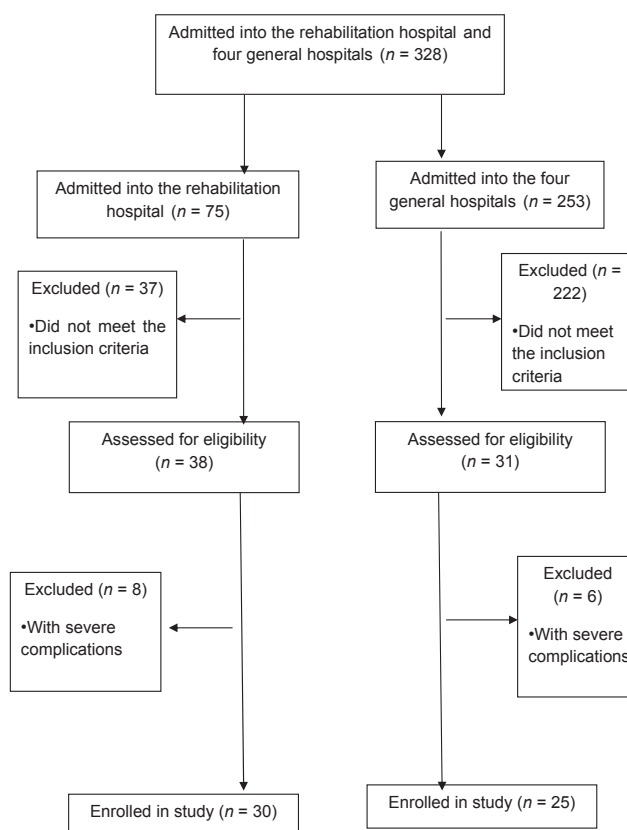 Admitted into the rehabilitation hospital and
four general hospitals (n = 328)
Admitted into the rehabilitation
hospital (n = 75)
Admitted into the four
general hospitals (n = 253)
Excluded (n = 37)
•Did not meet the
inclusion criteria
Excluded (n =
222)
•Did not meet
the inclusion
criteria
Assessed for eligibility
(n = 38)
Assessed for eligibility
(n = 31)
Excluded (n = 8)
•With severe
complications
Excluded
(n = 6)
•With severe
complications
Enrolled in study (n = 30)
Enrolled in study (n = 25)